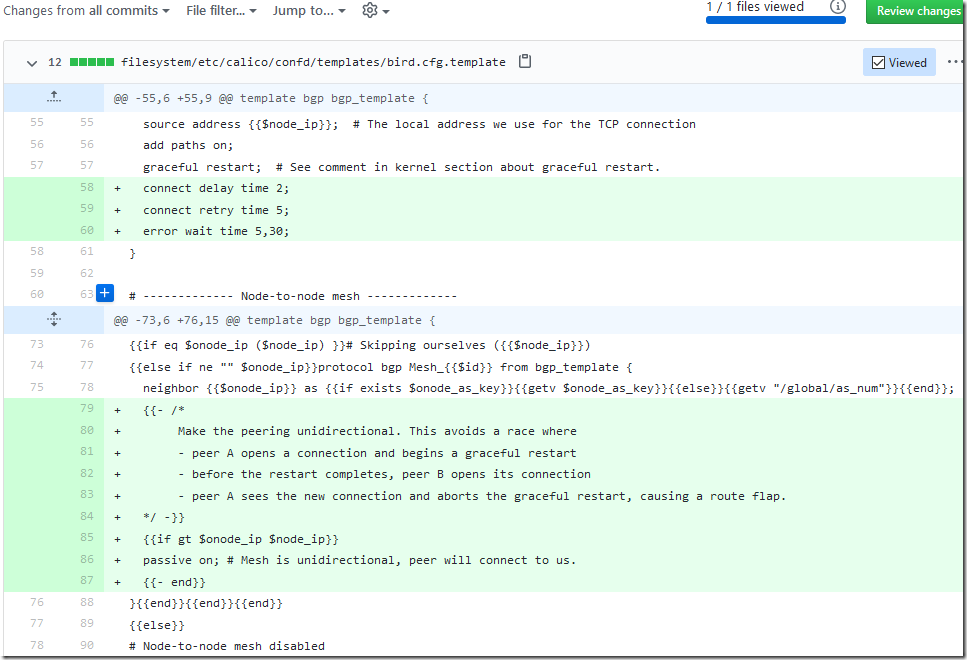 Changes from all commits File filter... Jump to... 1 / 1 files viewed Review changes
12 filesystem/etc/calico/confd/templates/bird.cfg.template Viewed
@@ -55,6 +55,9 @@ template bgp bgp_template {
55 55 source address {{$node_ip}}; # The local address we use for the TCP connection
56 56 add paths on;
57 57 graceful restart; # See comment in kernel section about graceful restart.
58 + connect delay time 2;
59 + connect retry time 5;
60 + error wait time 5,30;
58 61 }
59 62
60 63 # ------------- Node-to-node mesh -------------
@@ -73,6 +76,15 @@ template bgp bgp_template {
73 76 {{if eq $onode_ip ($node_ip) }}# Skipping ourselves ({{$node_ip}})
74 77 {{else if ne "" $onode_ip}}protocol bgp Mesh_{{$id}} from bgp_template {
75 78 neighbor {{$onode_ip}} as {{if exists $onode_as_key}}{{getv $onode_as_key}}{{else}}{{getv "/global/as_num"}}{{end}};
79 + {{- /*
80 + Make the peering unidirectional. This avoids a race where
81 + - peer A opens a connection and begins a graceful restart
82 + - before the restart completes, peer B opens its connection
83 + - peer A sees the new connection and aborts the graceful restart, causing a route flap.
84 + */ -}}
85 + {{if gt $onode_ip $node_ip}}
86 + passive on; # Mesh is unidirectional, peer will connect to us.
87 + {{- end}}
76 88 }{{end}}{{end}}{{end}}
77 89 {{else}}
78 90 # Node-to-node mesh disabled